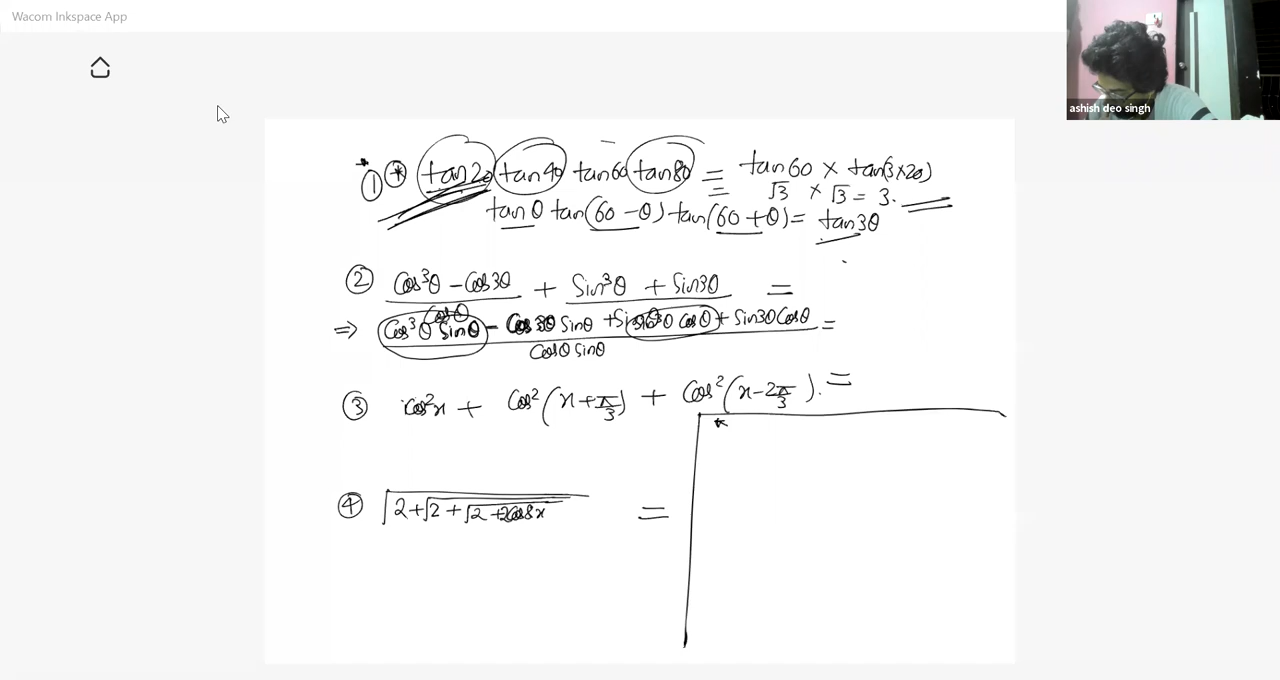 Wacom Inkspace App
ashish deo singh
① * tan20 tan40 tan60 tan80 = tan60 × tan(3×20)
= √3 × √3 = 3.
tanθ tan(60-θ) tan(60+θ) = tan3θ
② (Cos³θ - Cos3θ)/Cosθ + (Sin³θ + Sin3θ)/Sinθ =
⇒ (Cos³θ Sinθ - Cos3θ Sinθ + Sin³θ Cosθ + Sin3θ Cosθ)/(Cosθ Sinθ) =
③ Cos²x + Cos²(x+π/3) + Cos²(x-2π/3). =
④ √(2+√(2+√(2+2Cos8x))) =